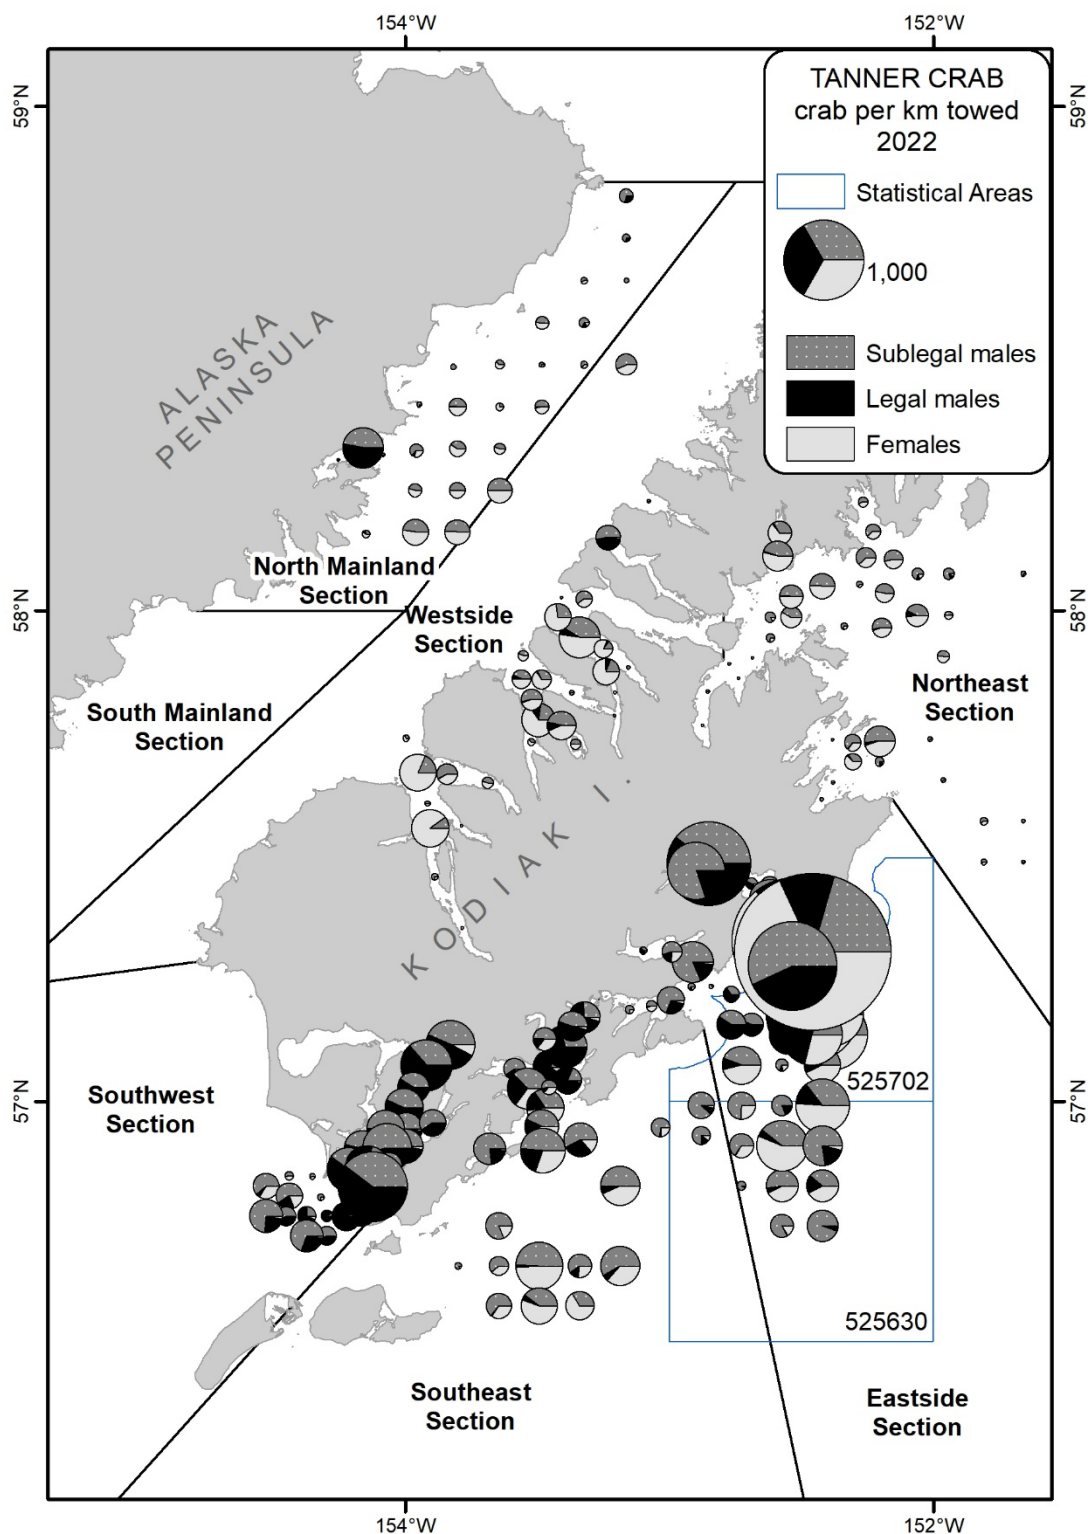 154°W
152°W
59°N
59°N
TANNER CRAB
crab per km towed
2022
Statistical Areas
1,000
Sublegal males
Legal males
Females
ALASKA
PENINSULA
North Mainland
Section
58°N
58°N
Westside
Section
South Mainland
Section
Northeast
Section
KODIAK I.
Southwest
Section
57°N
57°N
525702
525630
Southeast
Section
Eastside
Section
154°W
152°W